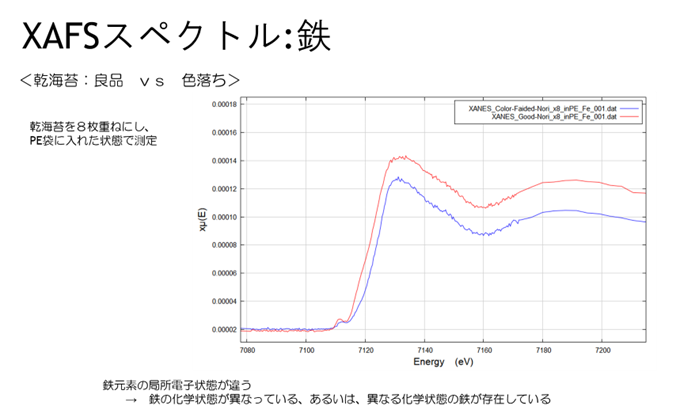 XAFSスペクトル:鉄
＜乾海苔：良品　ｖｓ　色落ち＞
乾海苔を８枚重ねにし、
PE袋に入れた状態で測定
XANES_Color-Faided-Nori_x8_inPE_Fe_001.dat
XANES_Good-Nori_x8_inPE_Fe_001.dat
0.00018
0.00016
0.00014
0.00012
0.00010
0.00008
0.00006
0.00004
0.00002
xμ(E)
7080 7100 7120 7140 7160 7180 7200
Energy (eV)
鉄元素の局所電子状態が違う
→　鉄の化学状態が異なっている、あるいは、異なる化学状態の鉄が存在している